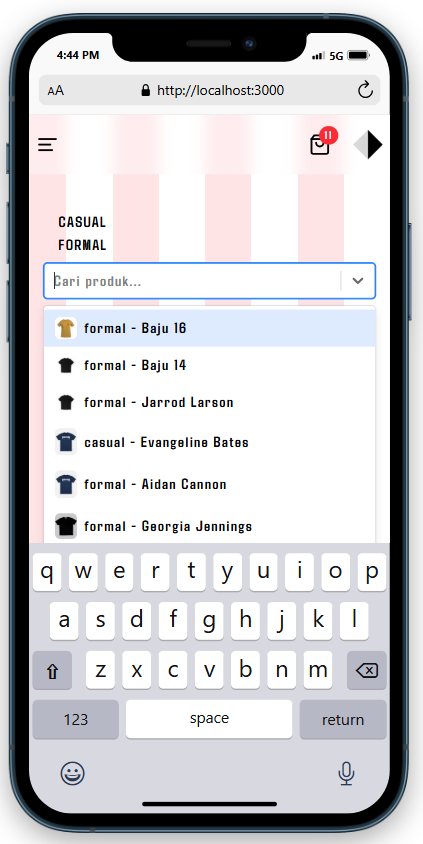 4:44 PM
5G
AA
http://localhost:3000
11
CASUAL
FORMAL
Cari produk...
formal - Baju 16
formal - Baju 14
formal - Jarrod Larson
casual - Evangeline Bates
formal - Aidan Cannon
formal - Georgia Jennings
q w e r t y u i o p
a s d f g h j k l
z x c v b n m
123 space return